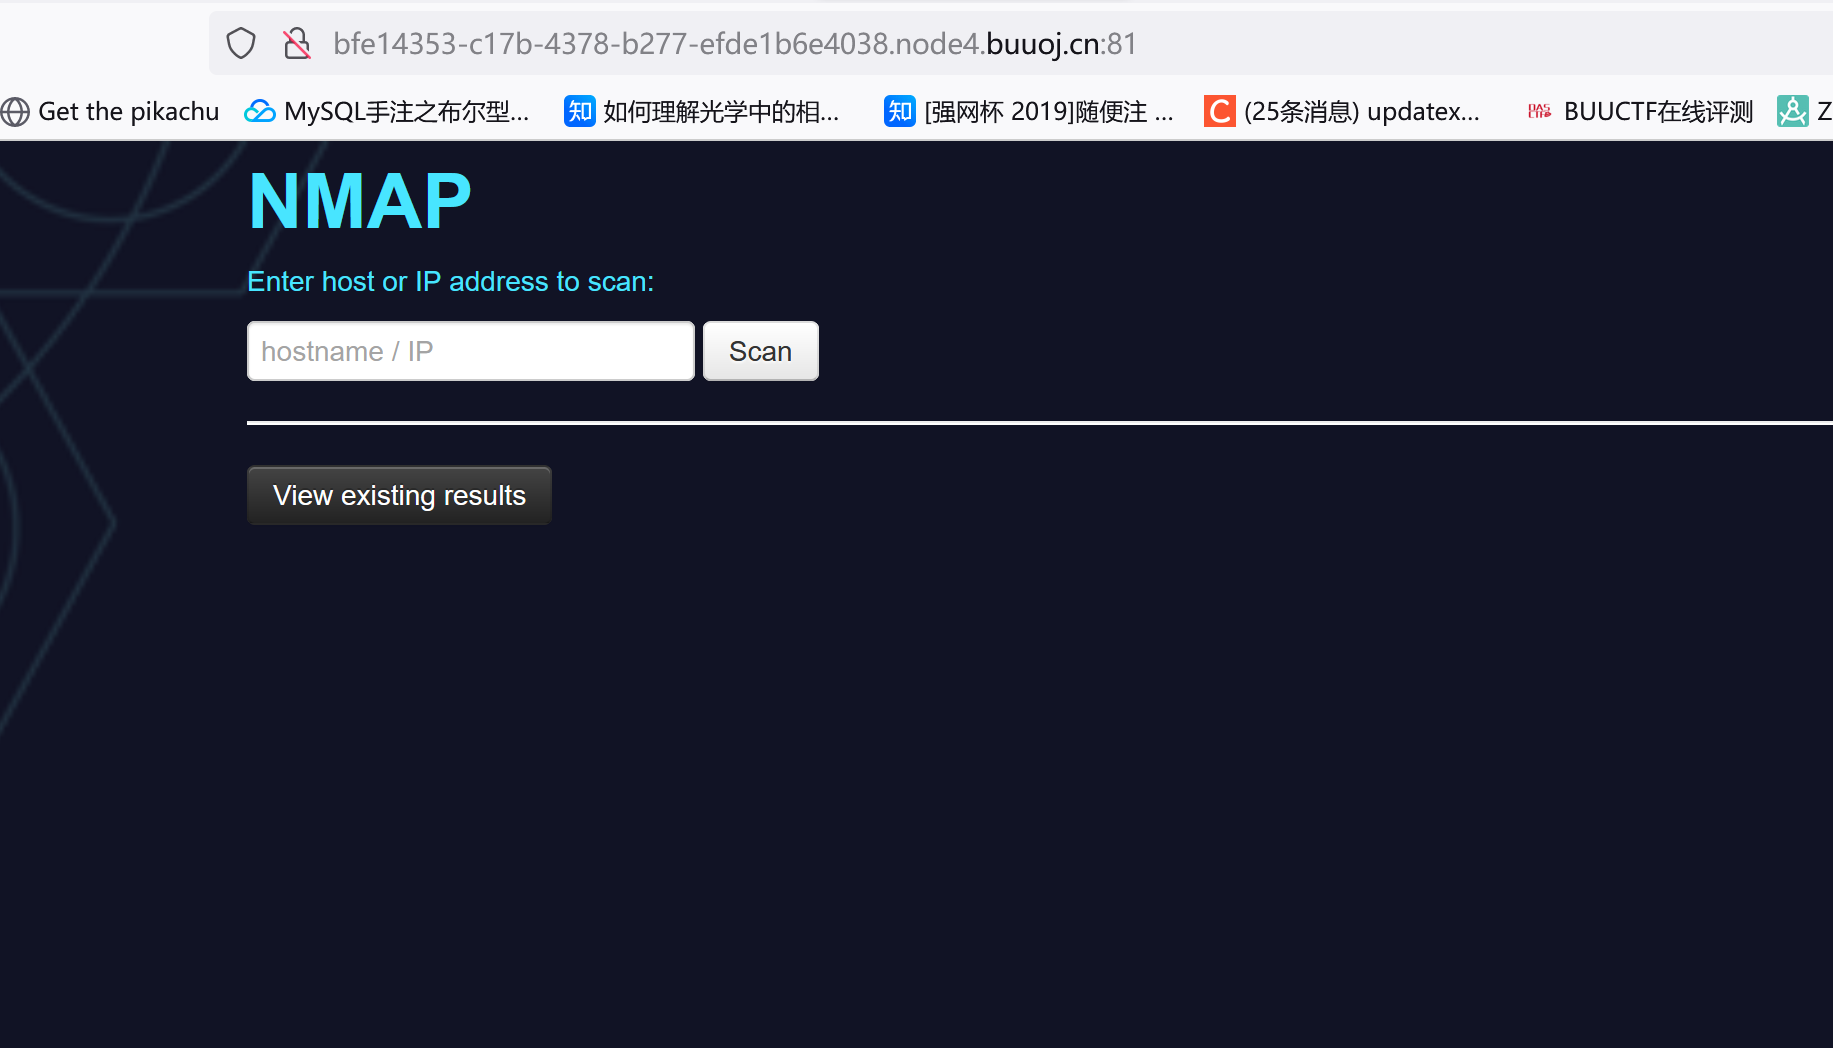 bfe14353-c17b-4378-b277-efde1b6e4038.node4.buuoj.cn:81
Get the pikachu MySQL手注之布尔型... 知 如何理解光学中的相... 知 [强网杯 2019]随便注 ... C (25条消息) updatex... BUUCTF在线评测 Z
NMAP
Enter host or IP address to scan:
hostname / IP Scan
View existing results